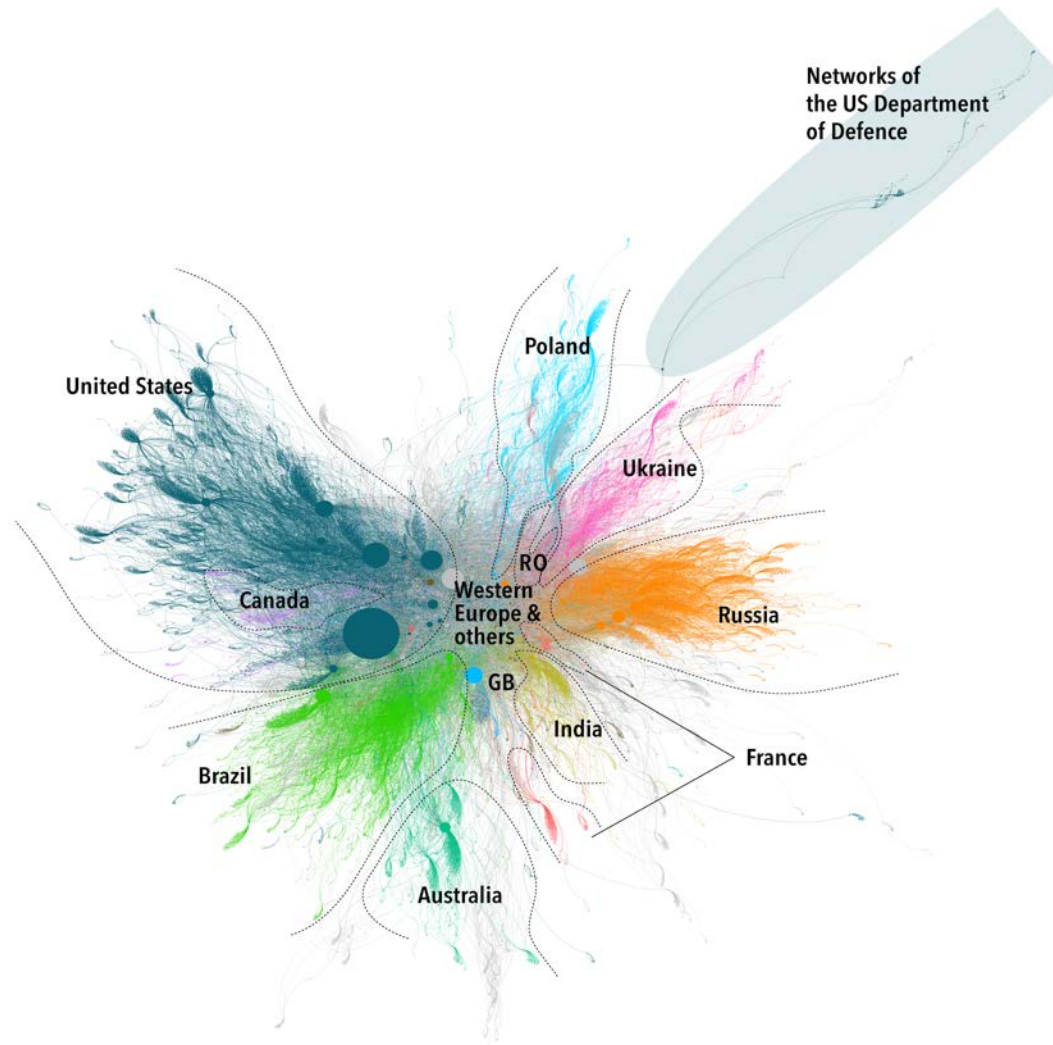 Networks of
the US Department
of Defence
Poland
United States
Ukraine
RO
Western
Europe &
others
Canada
Russia
GB
India
France
Brazil
Australia